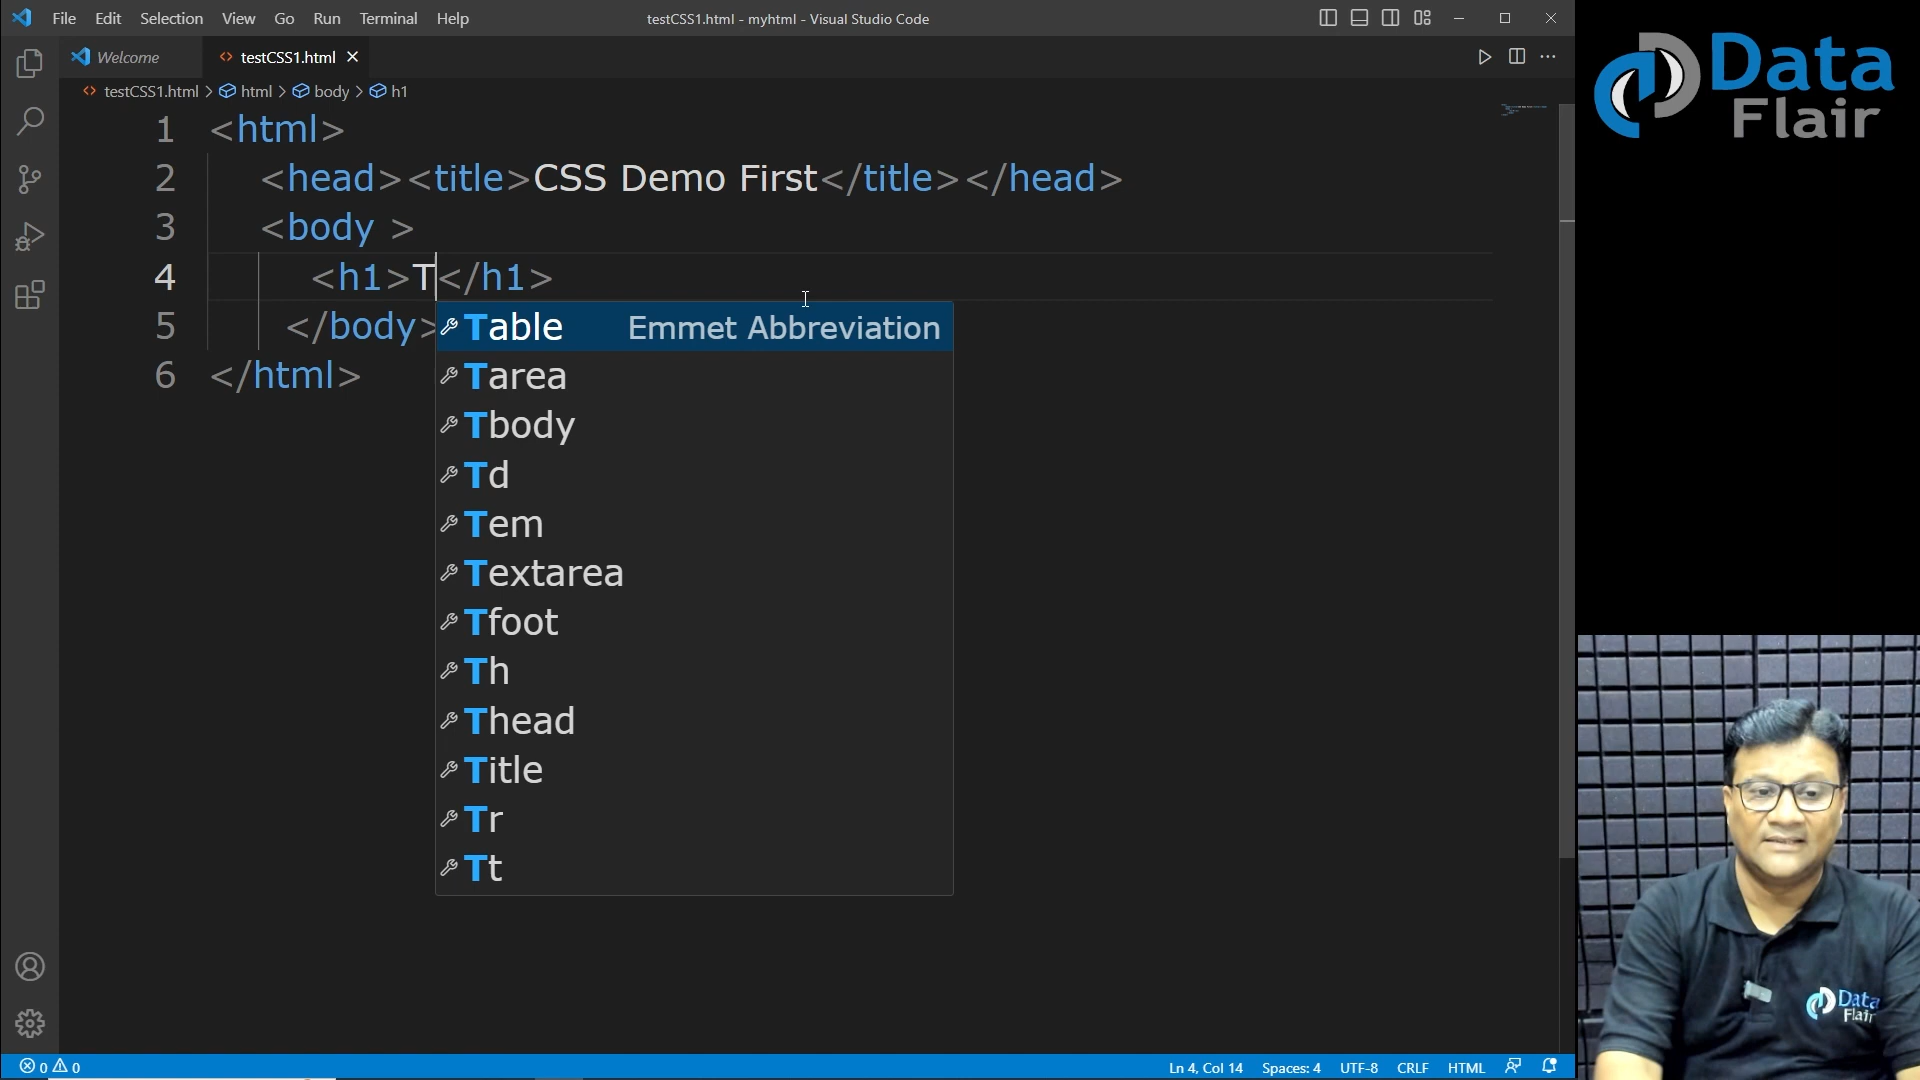 File Edit Selection View Go Run Terminal Help
testCSS1.html - myhtml - Visual Studio Code
Welcome
testCSS1.html
testCSS1.html > html > body > h1
1 <html>
2 <head><title>CSS Demo First</title></head>
3 <body >
4 <h1>T</h1>
5 </body>
6 </html>
Table Emmet Abbreviation
Tarea
Tbody
Td
Tem
Textarea
Tfoot
Th
Thead
Title
Tr
Tt
0 0
Ln 4, Col 14 Spaces: 4 UTF-8 CRLF HTML
Data
Flair
Data
Flair